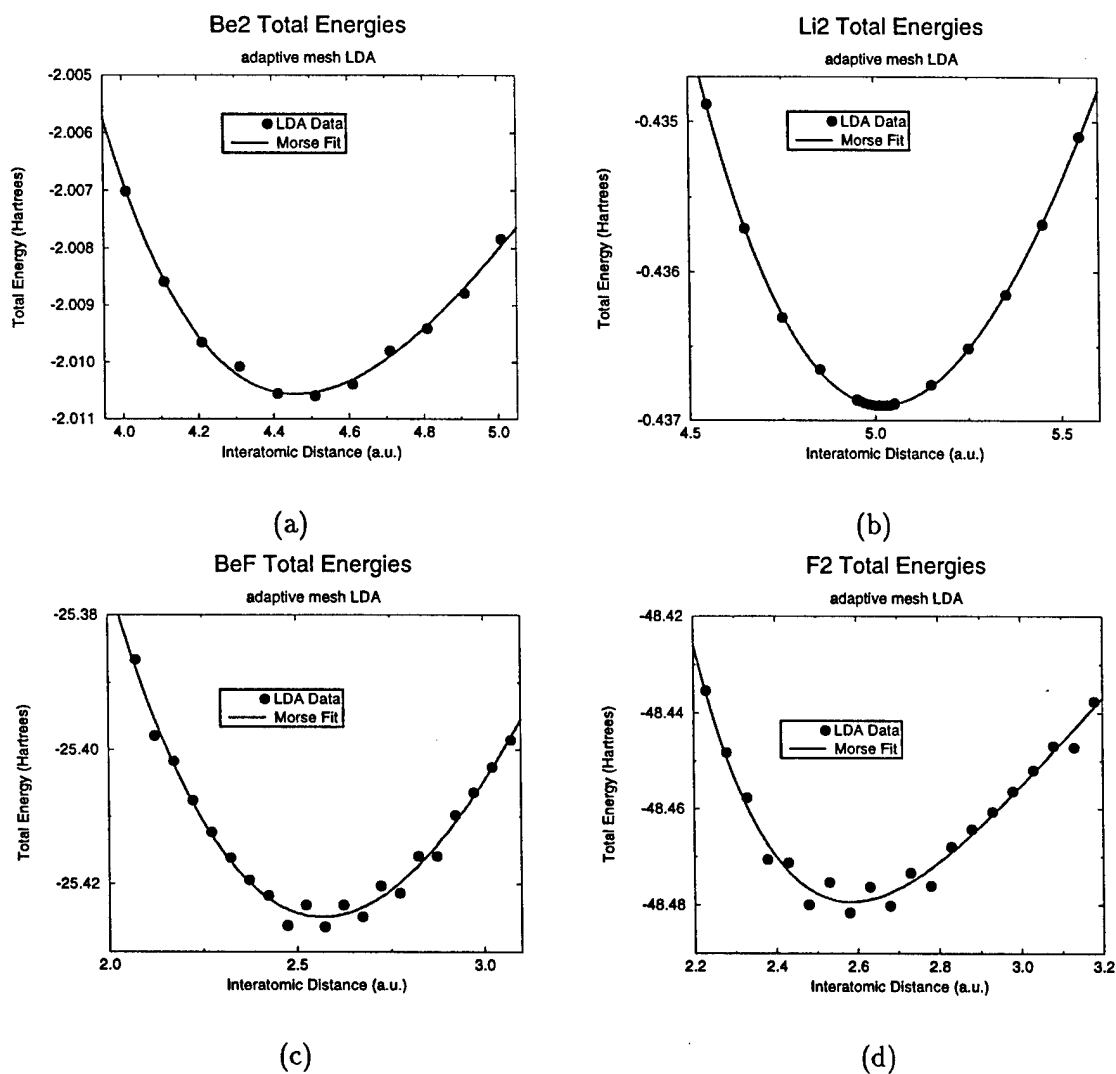 Be2 Total Energies
adaptive mesh LDA
-2.005
-2.006
-2.007
-2.008
-2.009
-2.010
-2.011
Total Energy (Hartrees)
LDA Data
Morse Fit
4.0 4.2 4.4 4.6 4.8 5.0
Interatomic Distance (a.u.)
(a)
Li2 Total Energies
adaptive mesh LDA
-0.435
-0.436
-0.437
Total Energy (Hartrees)
LDA Data
Morse Fit
4.5 5.0 5.5
Interatomic Distance (a.u.)
(b)
BeF Total Energies
adaptive mesh LDA
-25.38
-25.40
-25.42
Total Energy (Hartrees)
LDA Data
Morse Fit
2.0 2.5 3.0
Interatomic Distance (a.u.)
(c)
F2 Total Energies
adaptive mesh LDA
-48.42
-48.44
-48.46
-48.48
Total Energy (Hartrees)
LDA Data
Morse Fit
2.2 2.4 2.6 2.8 3.0 3.2
Interatomic Distance (a.u.)
(d)